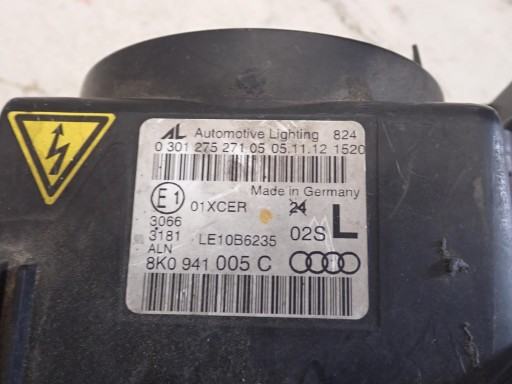 AL Automotive Lighting 824
0 301 275 271 05 05.11.12 1520
Made in Germany
E1 01XCER 24
3066
3181 LE10B6235 02S L
ALN
8K0 941 005 C